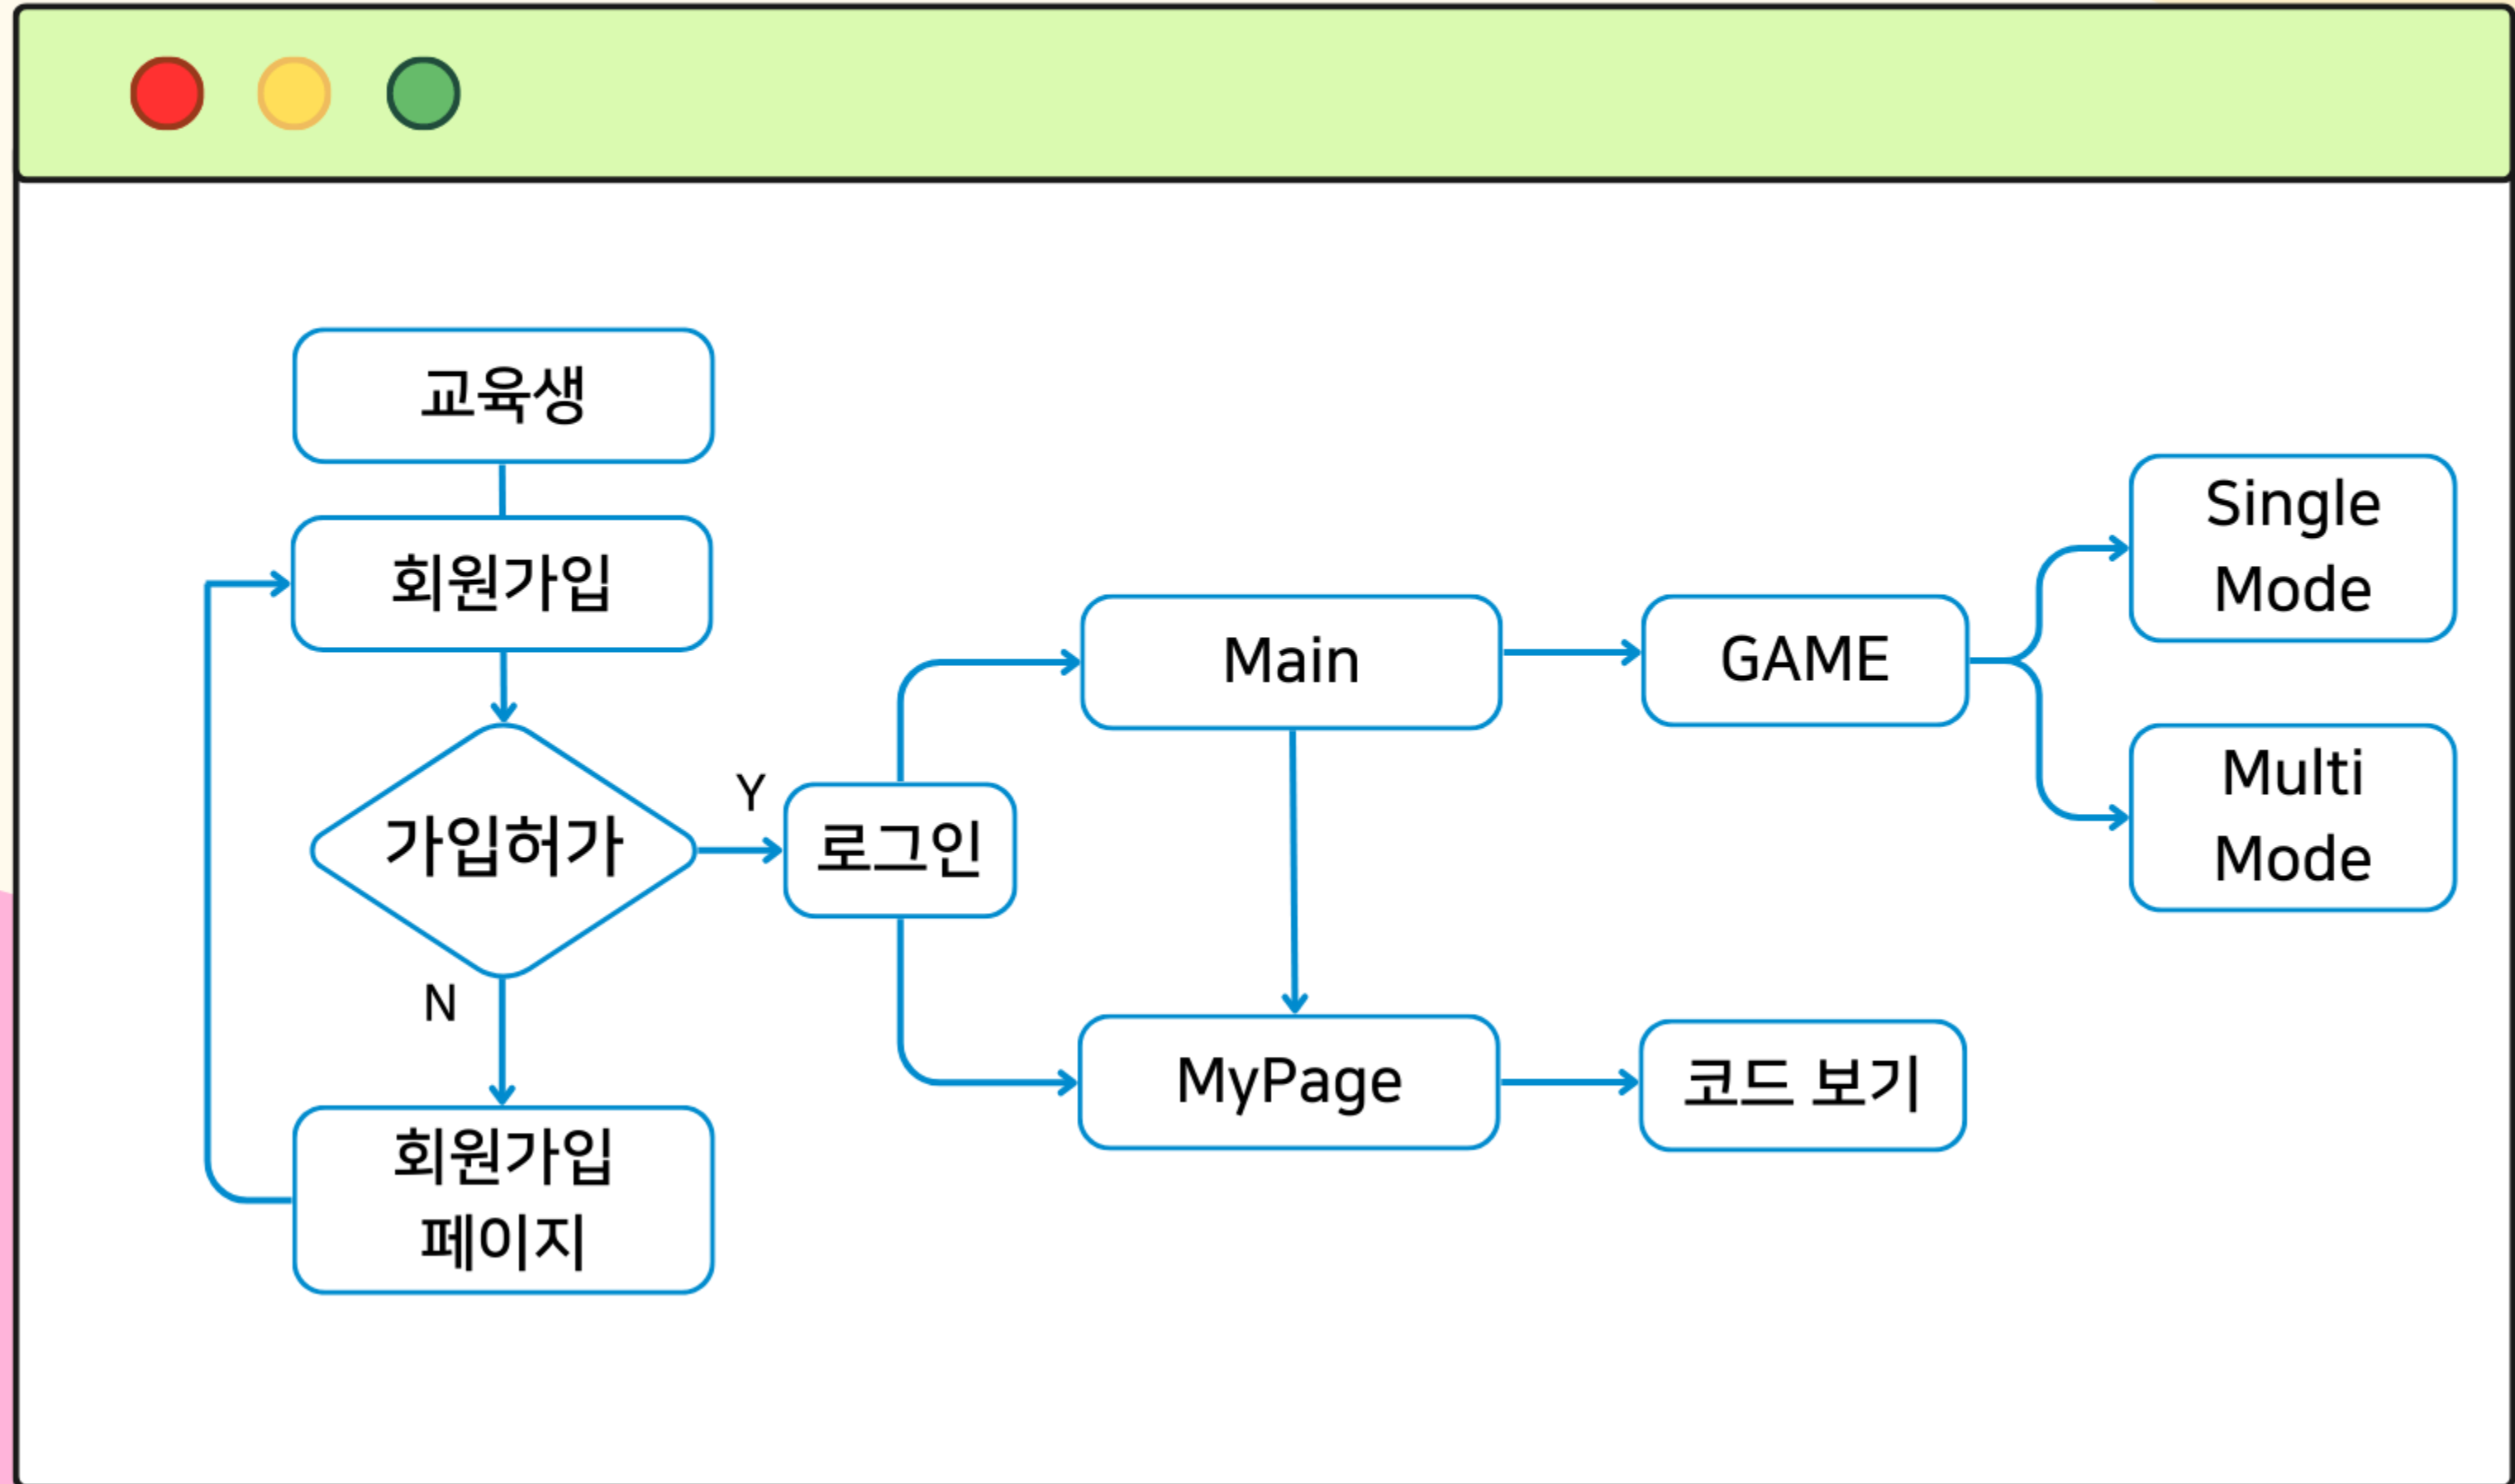 교육생
회원가입
가입허가
Y
N
회원가입
페이지
로그인
Main
MyPage
GAME
코드 보기
Single
Mode
Multi
Mode